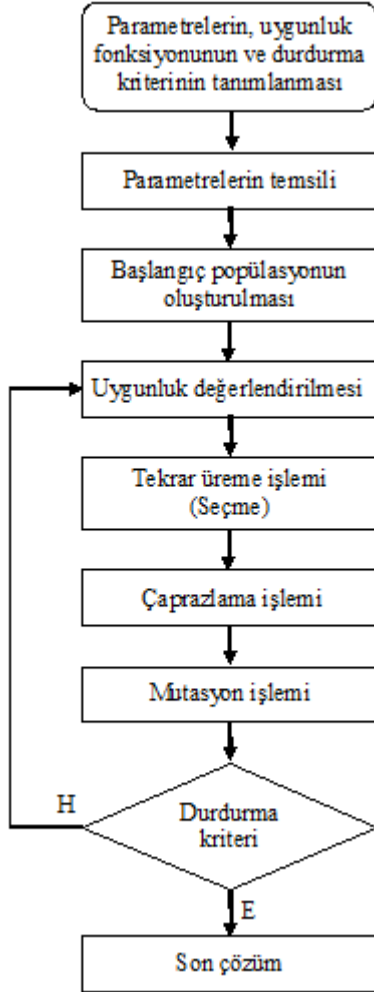 Parametrelerin, uygunluk
fonksiyonunun ve durdurma
kriterinin tanımlanması
Parametrelerin temsili
Başlangıç popülasyonun
oluşturulması
Uygunluk değerlendirilmesi
Tekrar üreme işlemi
(Seçme)
Çaprazlama işlemi
Mutasyon işlemi
H
Durdurma
kriteri
E
Son çözüm